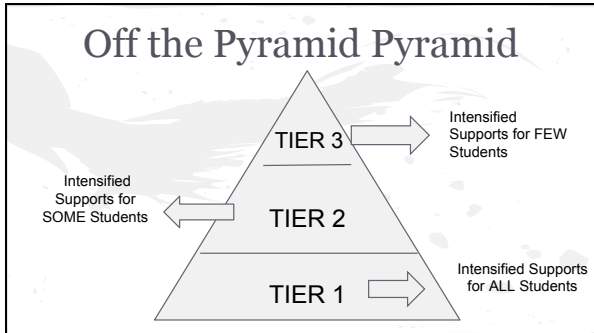 Off the Pyramid Pyramid
TIER 3
Intensified
Supports for FEW
Students
Intensified
Supports for
SOME Students
TIER 2
TIER 1
Intensified Supports
for ALL Students